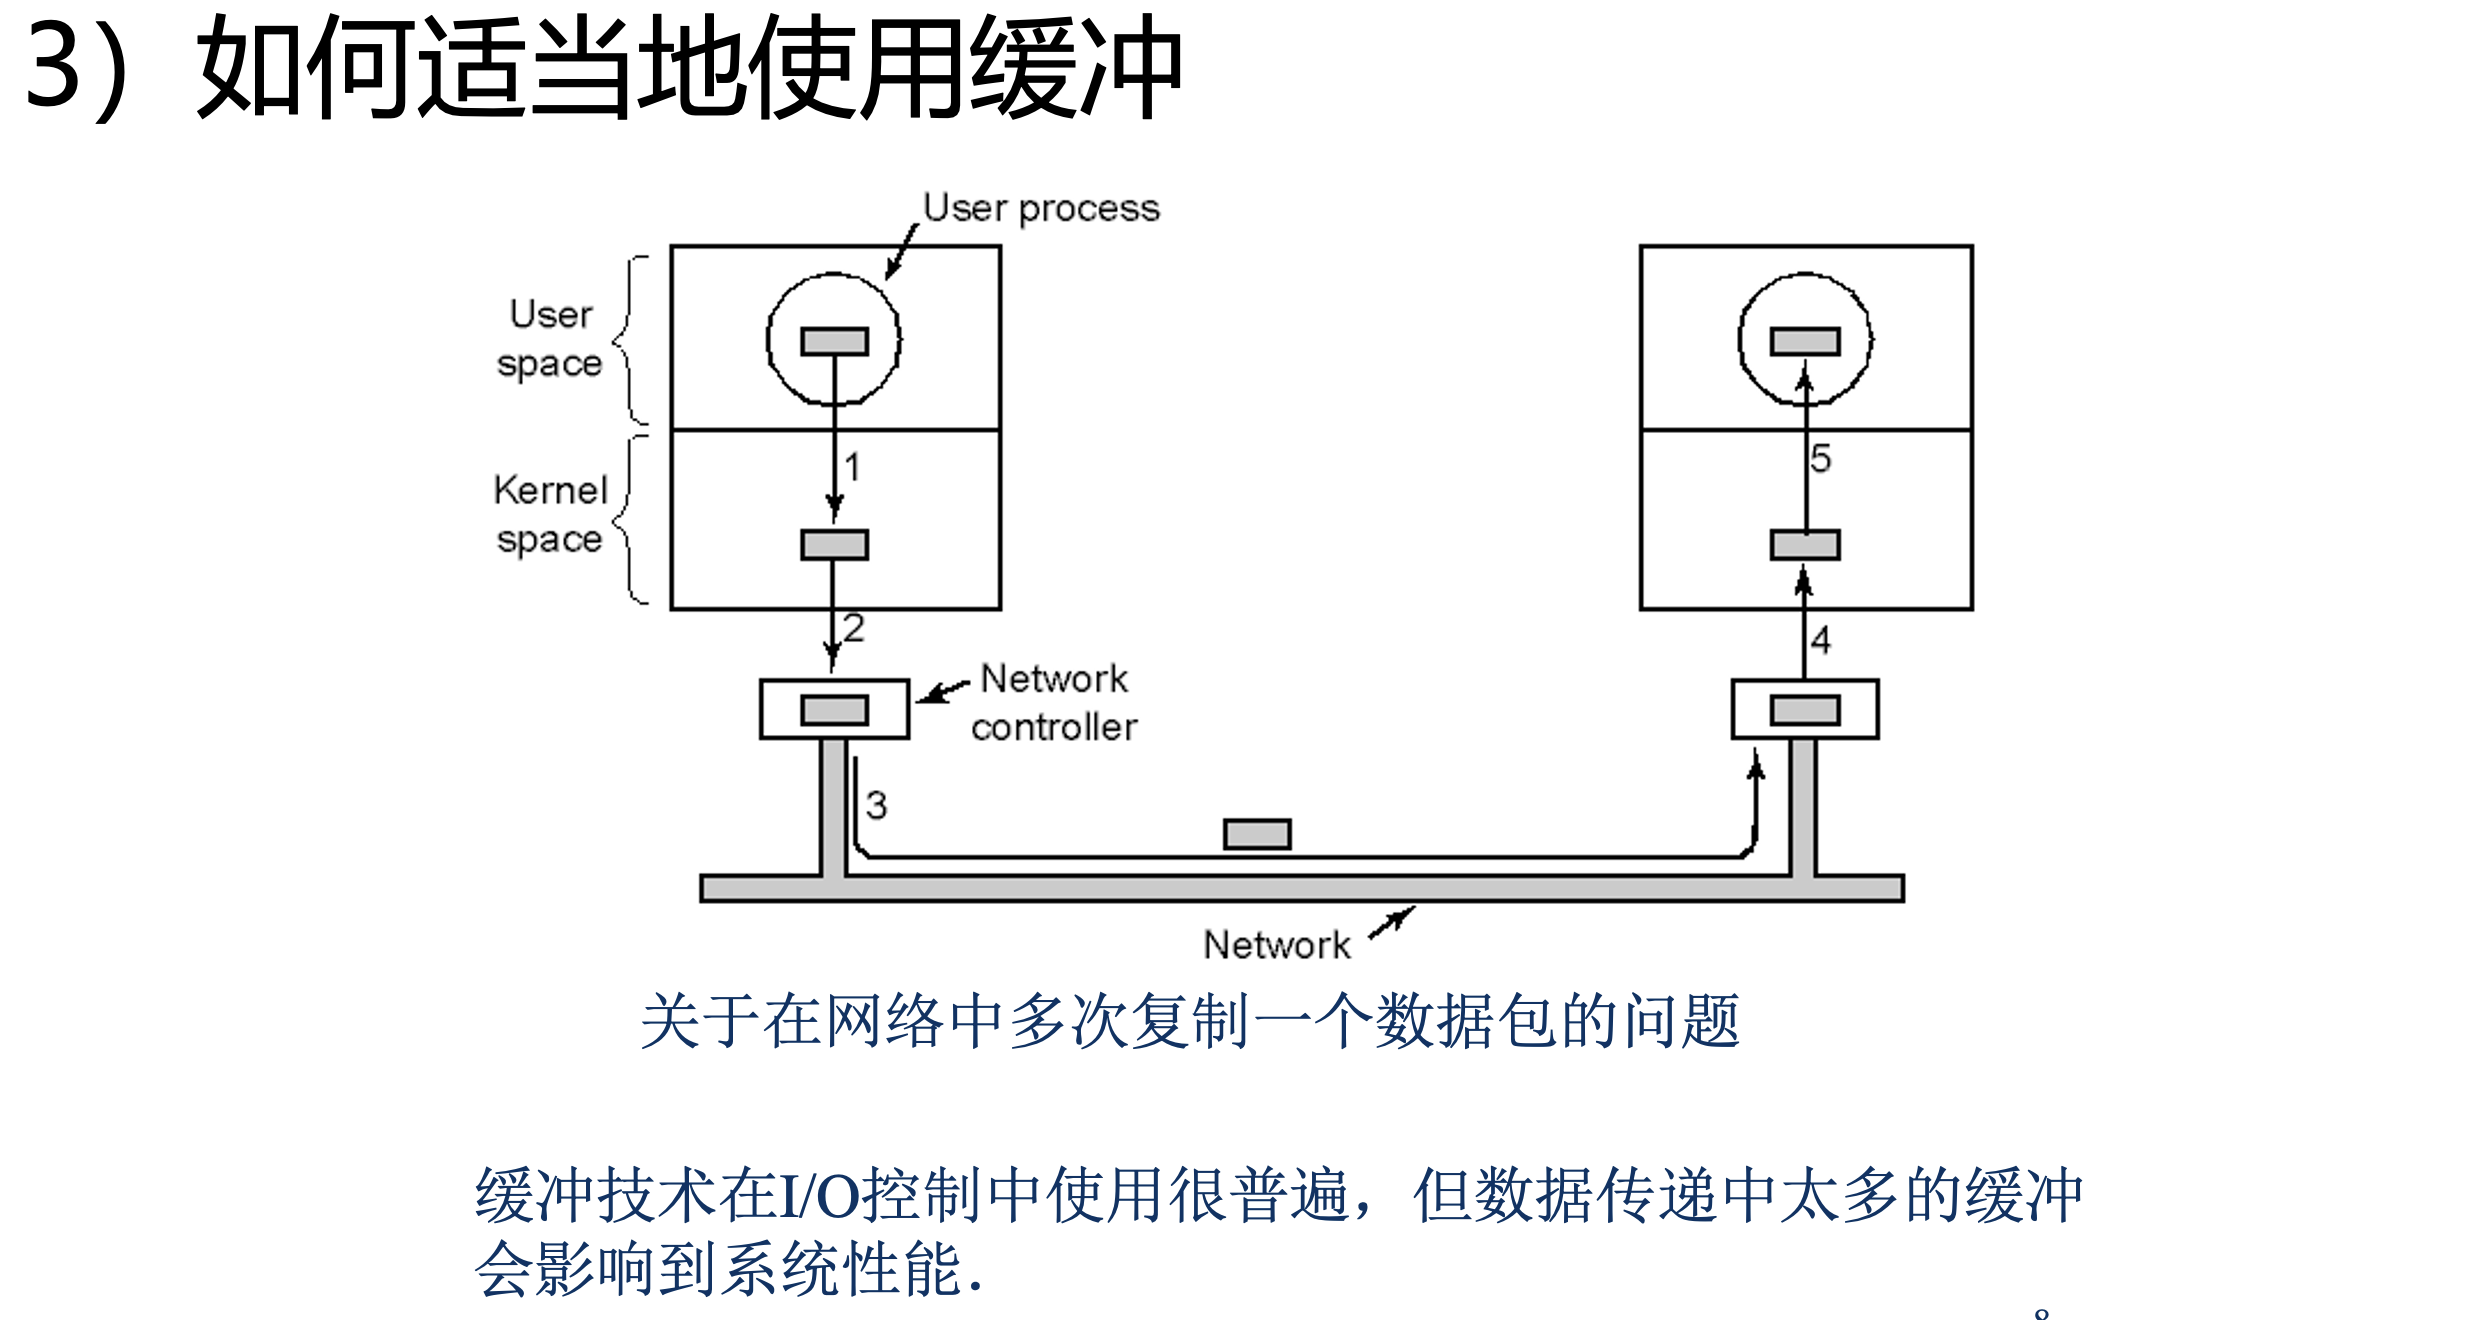 3）如何适当地使用缓冲
User process
User
space
1
5
Kernel
space
2
4
Network
controller
3
Network
关于在网络中多次复制一个数据包的问题
缓冲技术在I/O控制中使用很普遍，但数据传递中太多的缓冲
会影响到系统性能.
。